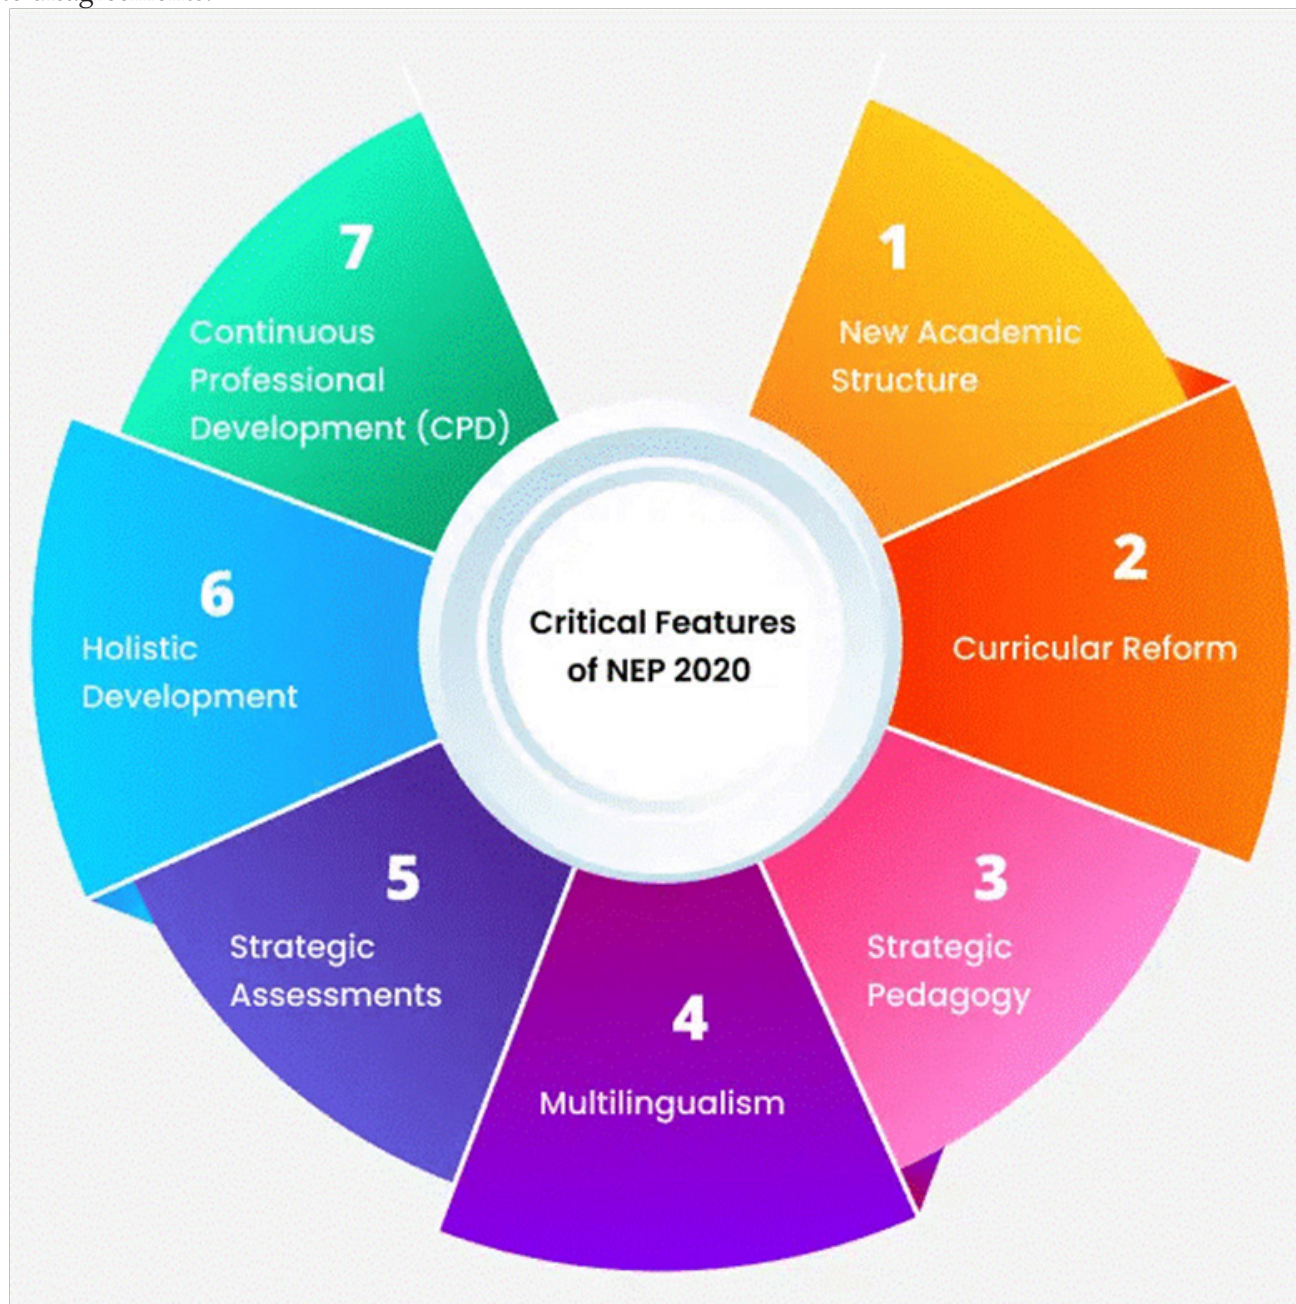 Critical Features
of NEP 2020
1
New Academic
Structure
2
Curricular Reform
3
Strategic
Pedagogy
4
Multilingualism
5
Strategic
Assessments
6
Holistic
Development
7
Continuous
Professional
Development (CPD)